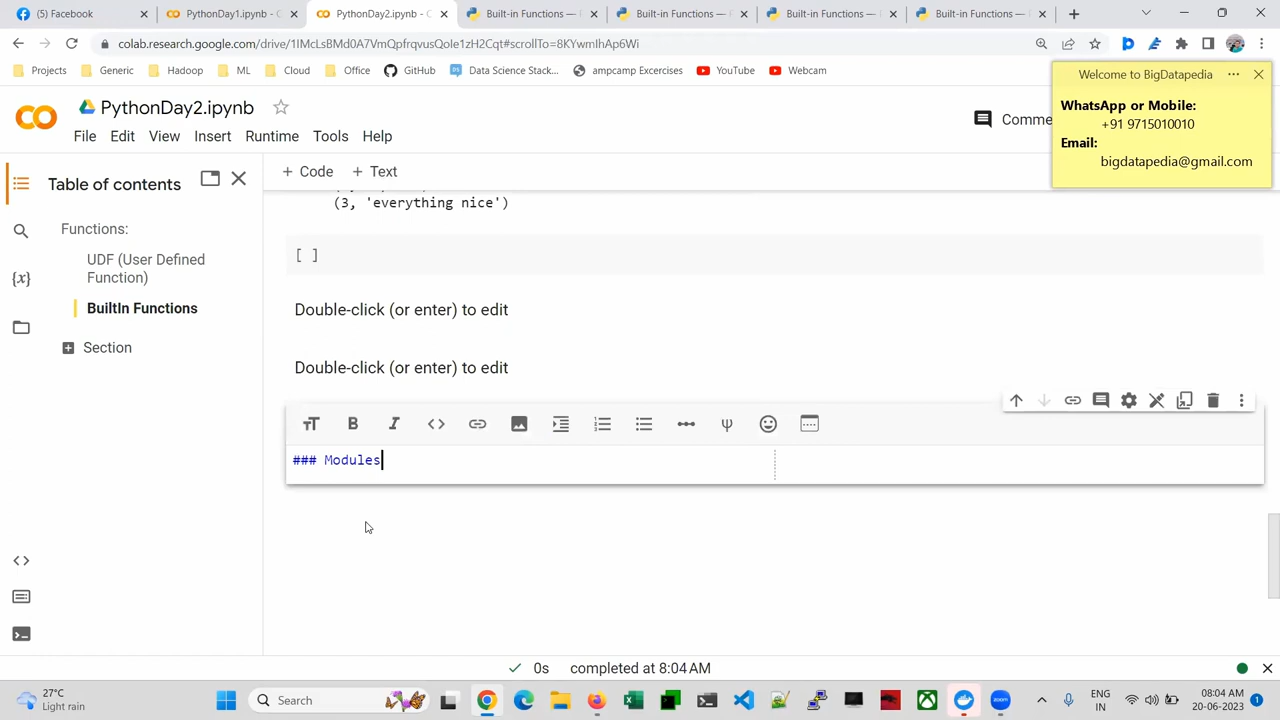 (5) Facebook
PythonDay1.ipynb - C
PythonDay2.ipynb - C
Built-in Functions —
Built-in Functions —
Built-in Functions —
Built-in Functions —
colab.research.google.com/drive/1IMcLsBMd0A7VmQpfrqvusQoIe1zH2Cqt#scrollTo=8KYwmIhAp6Wi
Projects
Generic
Hadoop
ML
Cloud
Office
GitHub
Data Science Stack...
ampcamp Excercises
YouTube
Webcam
Welcome to BigDatapedia
WhatsApp or Mobile:
+91 9715010010
Email:
bigdatapedia@gmail.com
CO
PythonDay2.ipynb
File Edit View Insert Runtime Tools Help
Comme
Table of contents
+ Code + Text
Functions:
UDF (User Defined
Function)
BuiltIn Functions
Section
(3, 'everything nice')
[ ]
Double-click (or enter) to edit
Double-click (or enter) to edit
### Modules
0s completed at 8:04 AM
27°C
Light rain
Search
ENG
IN
08:04 AM
20-06-2023
1